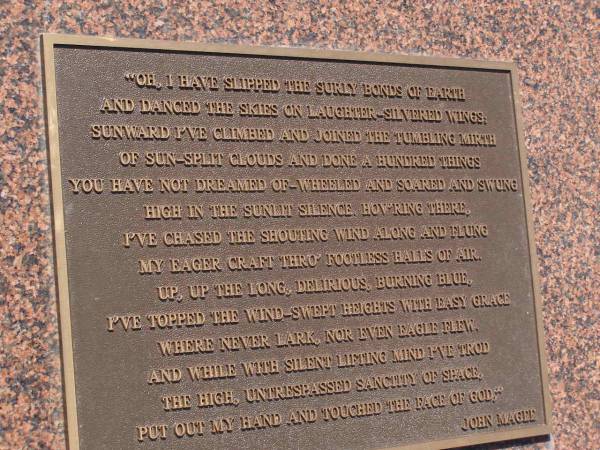 "OH, I HAVE SLIPPED THE SURLY BONDS OF EARTH
AND DANCED THE SKIES ON LAUGHTER-SILVERED WINGS;
SUNWARD I'VE CLIMBED AND JOINED THE TUMBLING MIRTH
OF SUN-SPLIT CLOUDS AND DONE A HUNDRED THINGS
YOU HAVE NOT DREAMED OF-WHEELED AND SOARED AND SWUNG
HIGH IN THE SUNLIT SILENCE. HOV'RING THERE,
I'VE CHASED THE SHOUTING WIND ALONG AND FLUNG
MY EAGER CRAFT THRO' FOOTLESS HALLS OF AIR.
UP, UP THE LONG, DELIRIOUS, BURNING BLUE,
I'VE TOPPED THE WIND-SWEPT HEIGHTS WITH EASY GRACE
WHERE NEVER LARK, NOR EVEN EAGLE FLEW.
AND WHILE WITH SILENT LIFTING MIND I'VE TROD
THE HIGH, UNTRESPASSED SANCTITY OF SPACE,
PUT OUT MY HAND AND TOUCHED THE FACE OF GOD,"
JOHN MAGEE